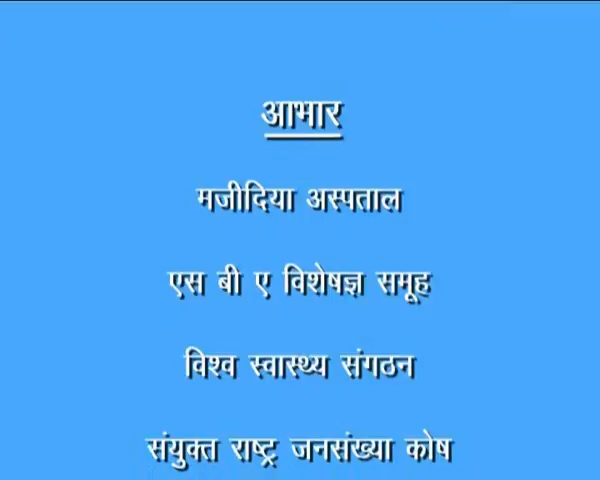 आभार
मजीदिया अस्पताल
एस बी ए विशेषज्ञ समूह
विश्व स्वास्थ्य संगठन
संयुक्त राष्ट्र जनसंख्या कोष